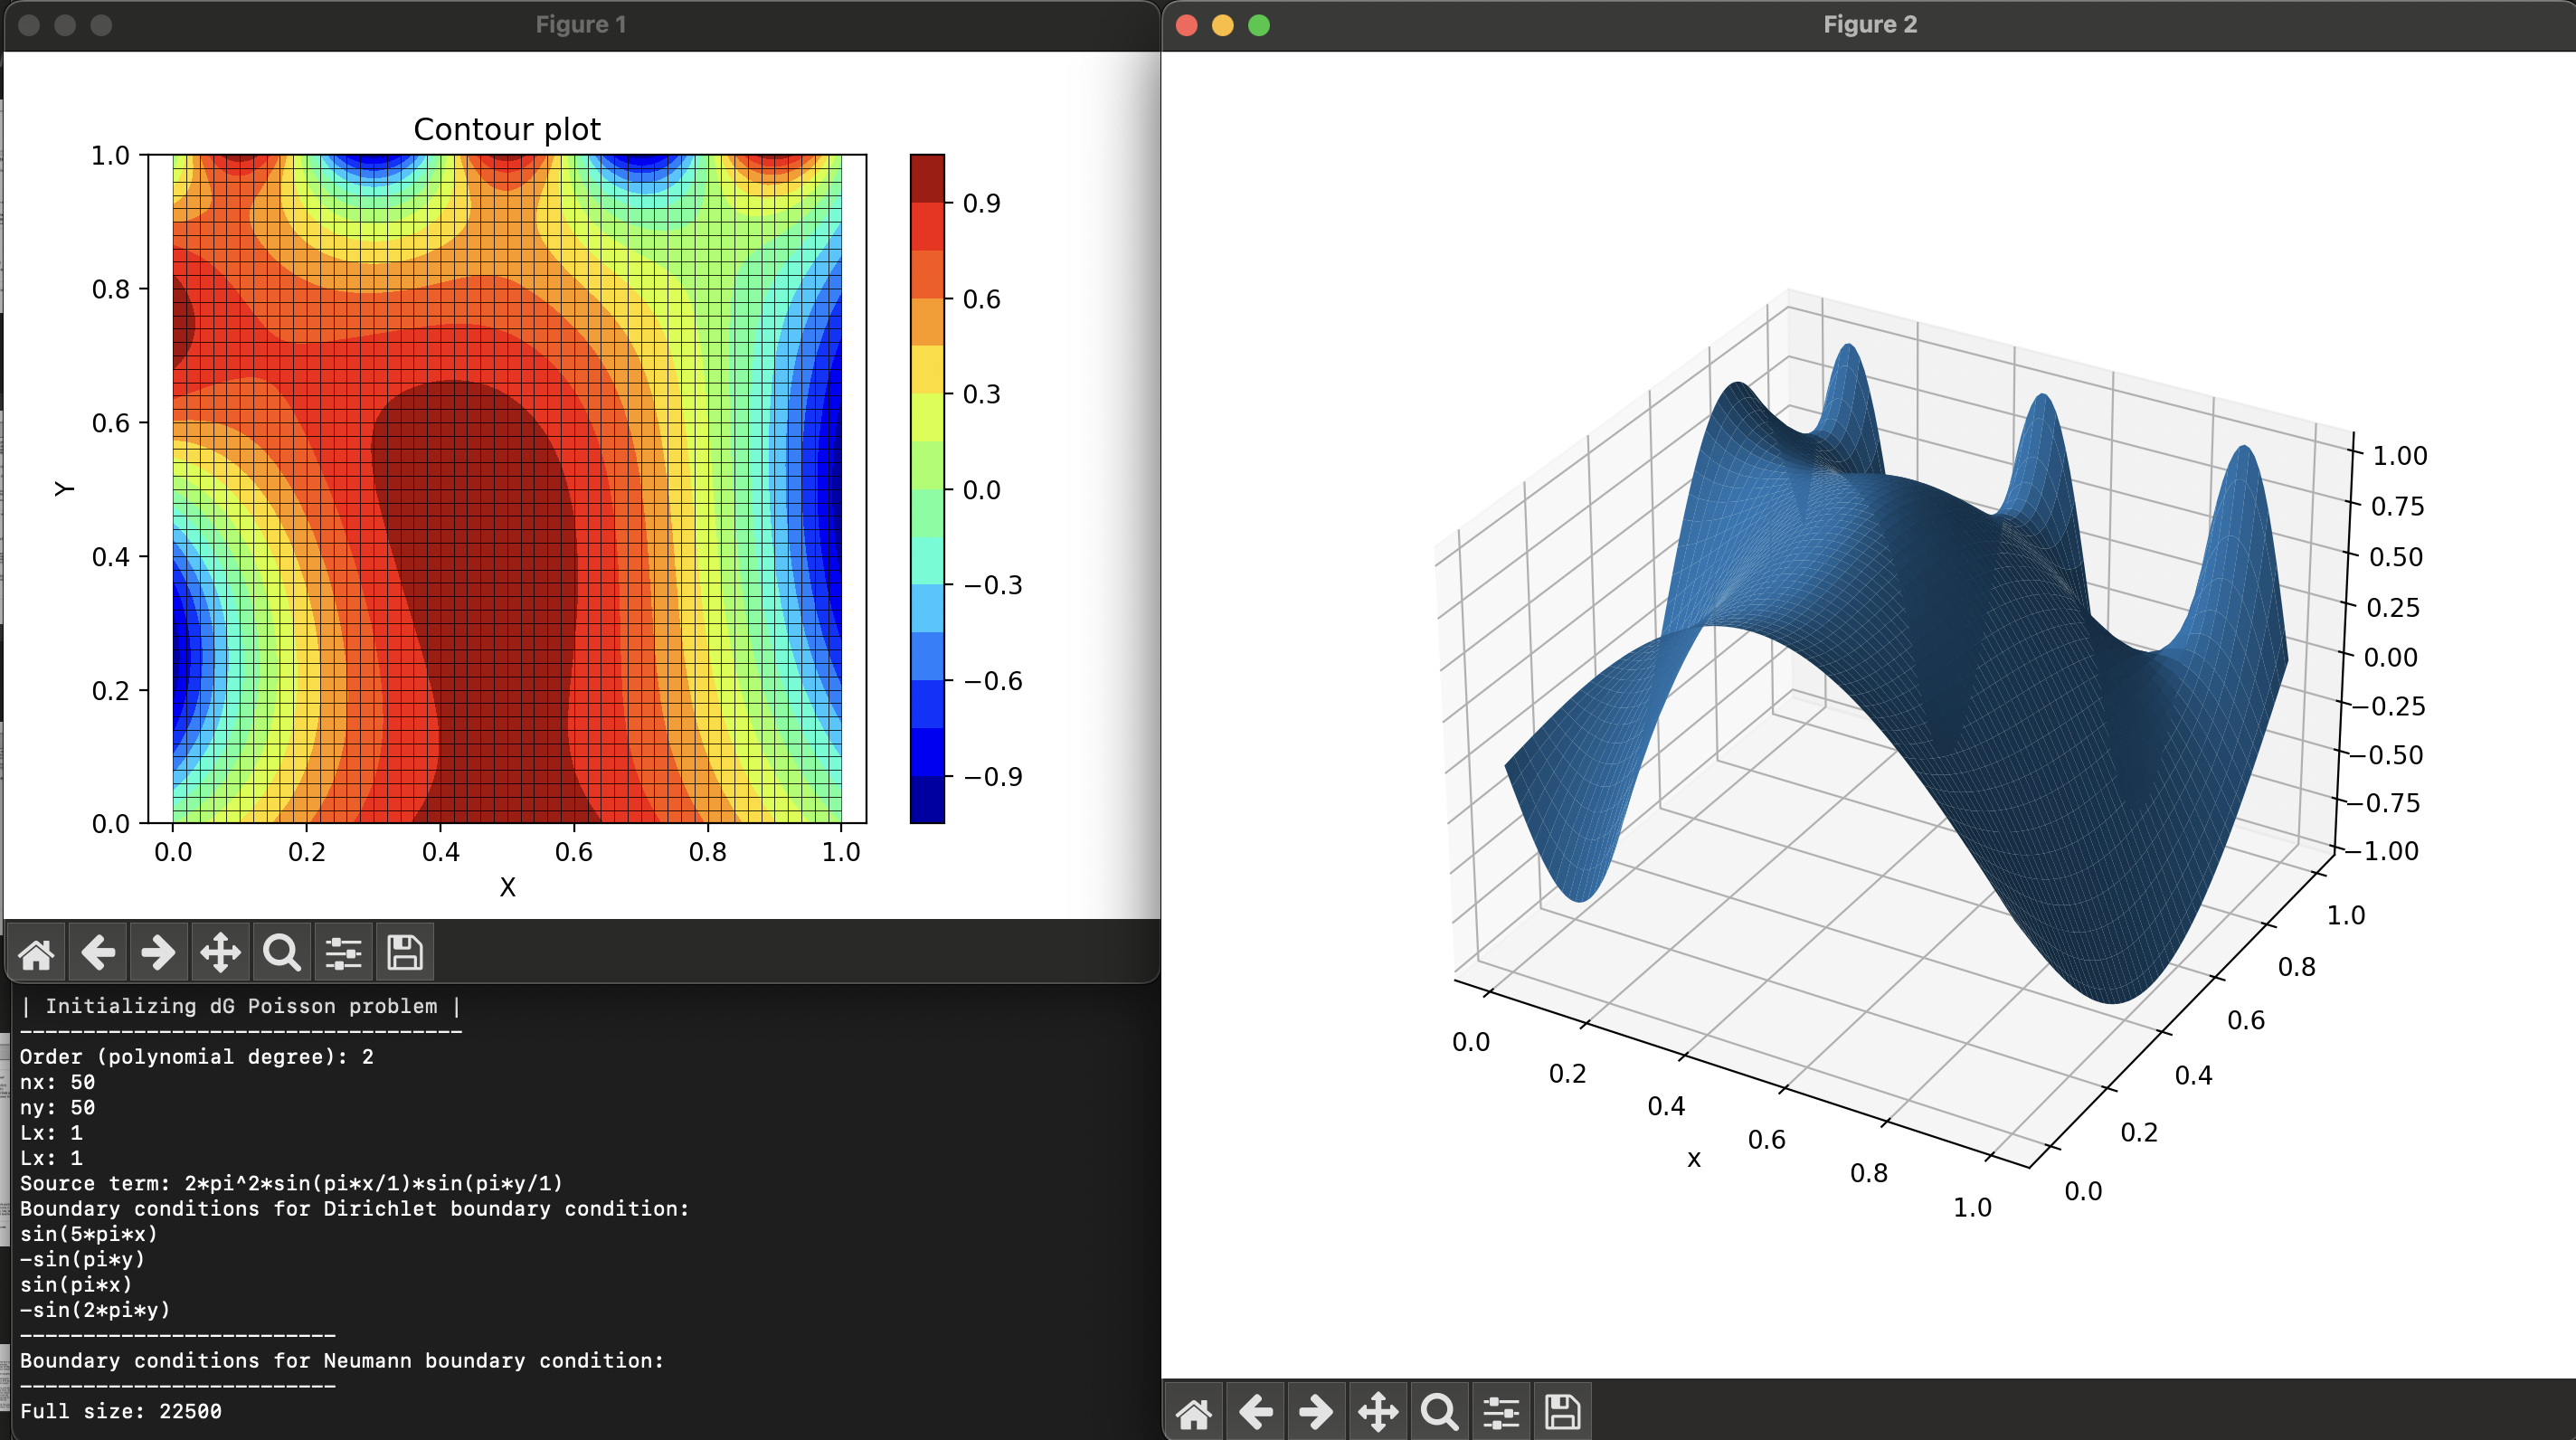 Figure 1
Contour plot
1.0
0.8
0.6
0.4
0.2
0.0
Y
0.0 0.2 0.4 0.6 0.8 1.0
X
0.9
0.6
0.3
0.0
−0.3
−0.6
−0.9
| Initializing dG Poisson problem |
-----------------------------------
Order (polynomial degree): 2
nx: 50
ny: 50
Lx: 1
Lx: 1
Source term: 2*pi^2*sin(pi*x/1)*sin(pi*y/1)
Boundary conditions for Dirichlet boundary condition:
sin(5*pi*x)
-sin(pi*y)
sin(pi*x)
-sin(2*pi*y)
-------------------------
Boundary conditions for Neumann boundary condition:
-------------------------
Full size: 22500
Figure 2
1.00
0.75
0.50
0.25
0.00
−0.25
−0.50
−0.75
−1.00
1.0
0.8
0.6
0.4
0.2
0.0
0.0
0.2
0.4
0.6
0.8
1.0
x